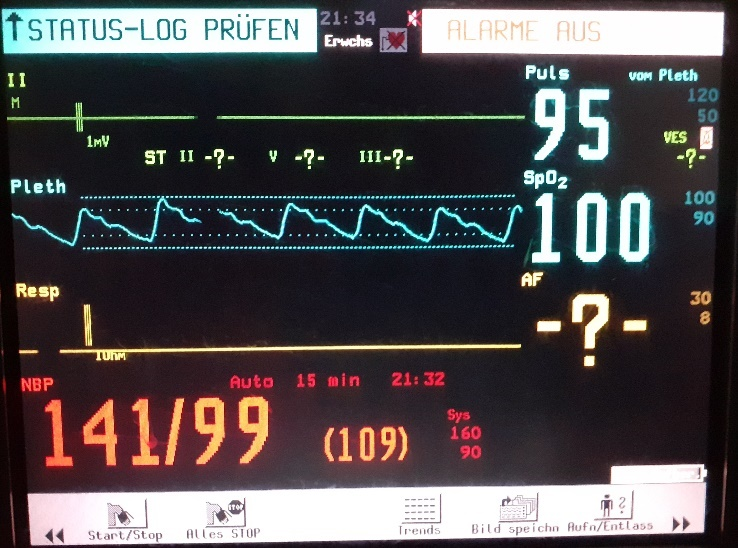 ↑STATUS-LOG PRÜFEN
21:34
Erwchs
ALARME AUS
II
M
1mV
ST II -?- V -?- III-?-
Puls vom Pleth
95
120
50
VES
-?-
Pleth
SpO₂
100
100
90
Resp
10hm
AF
-?-
30
8
NBP Auto 15 min 21:32
141/99 (109)
Sys
160
90
Start/Stop
STOP
Alles STOP
Trends
Bild speichn
?
Aufn/Entlass